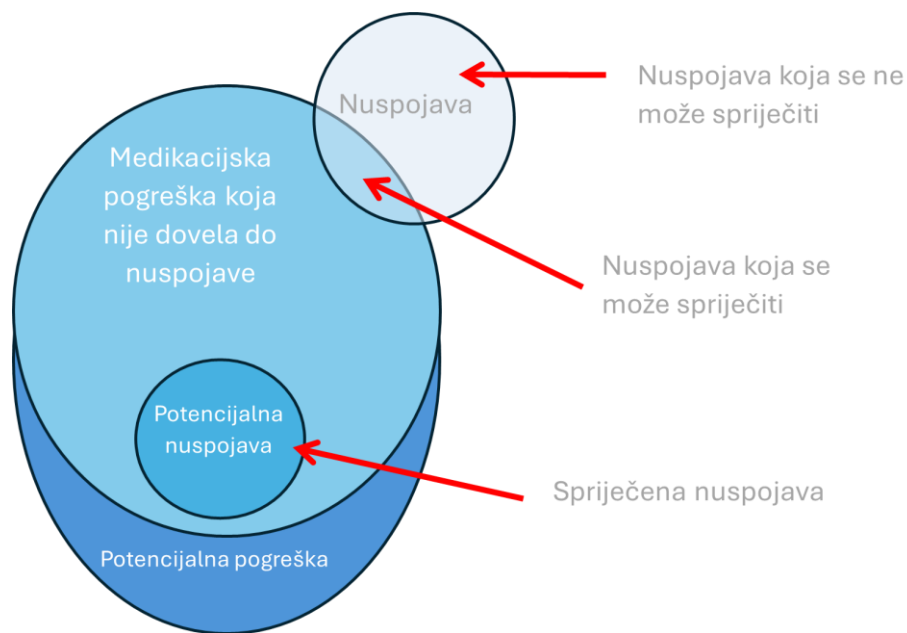 Nuspojava koja se ne
može spriječiti
Nuspojava
Medikacijska
pogreška koja
nije dovela do
nuspojave
Nuspojava koja se
može spriječiti
Potencijalna
nuspojava
Spriječena nuspojava
Potencijalna pogreška